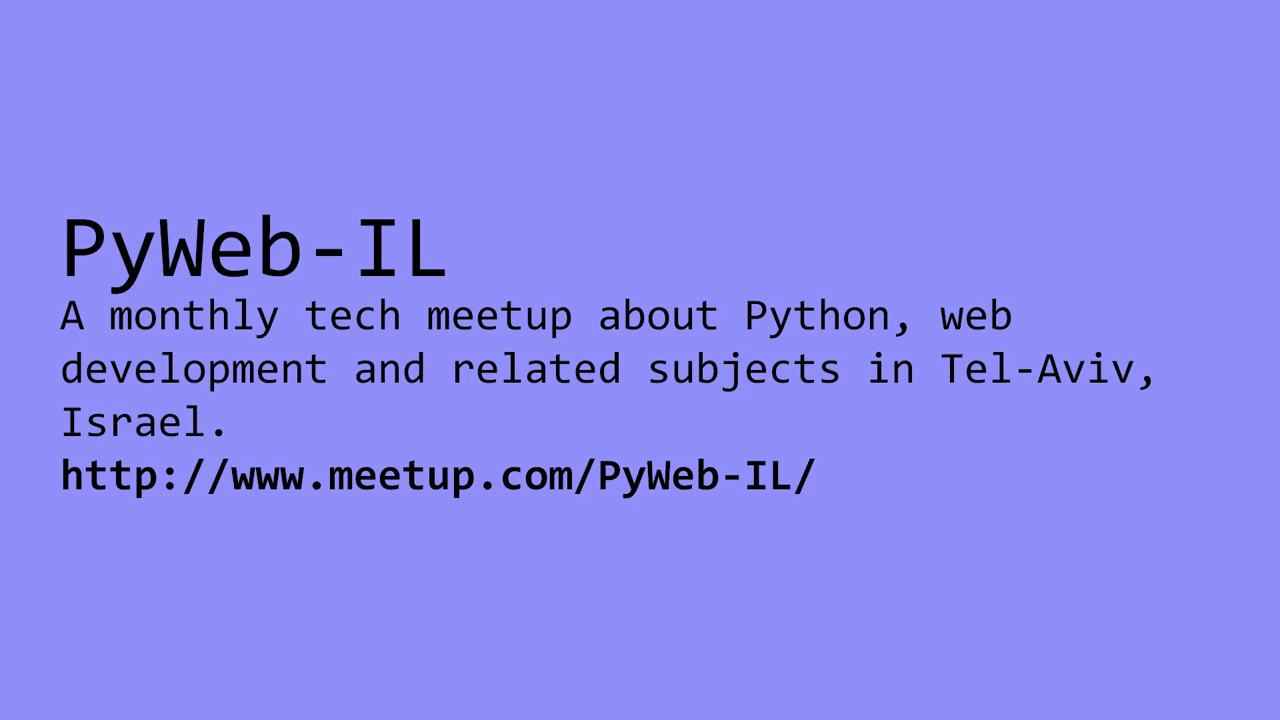 PyWeb-IL
A monthly tech meetup about Python, web
development and related subjects in Tel-Aviv,
Israel.
http://www.meetup.com/PyWeb-IL/